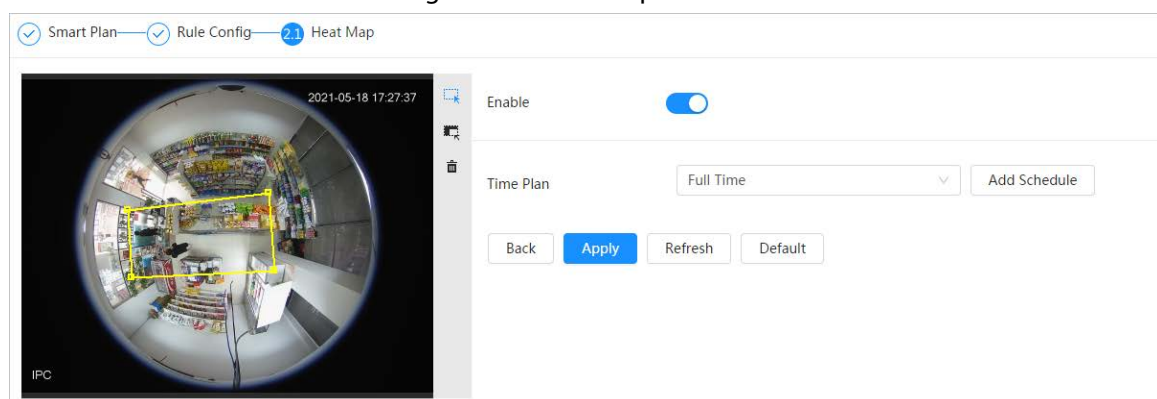 Smart Plan Rule Config 2.1 Heat Map
2021-05-18 17:27:37
Enable
Time Plan Full Time Add Schedule
Back Apply Refresh Default
IPC